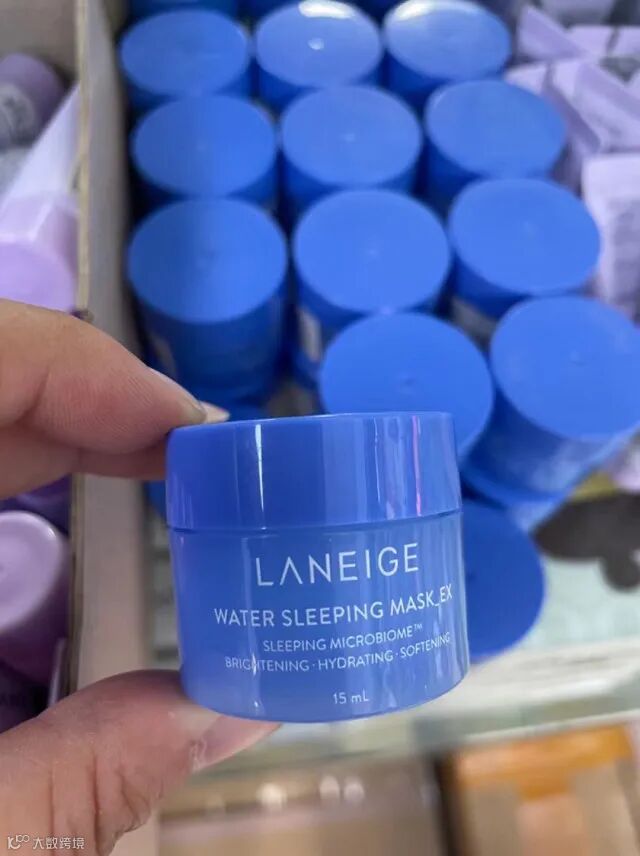 LANEIGE
WATER SLEEPING MASK_EX
SLEEPING MICROBIOME™
BRIGHTENING · HYDRATING · SOFTENING
15 mL
大数跨境